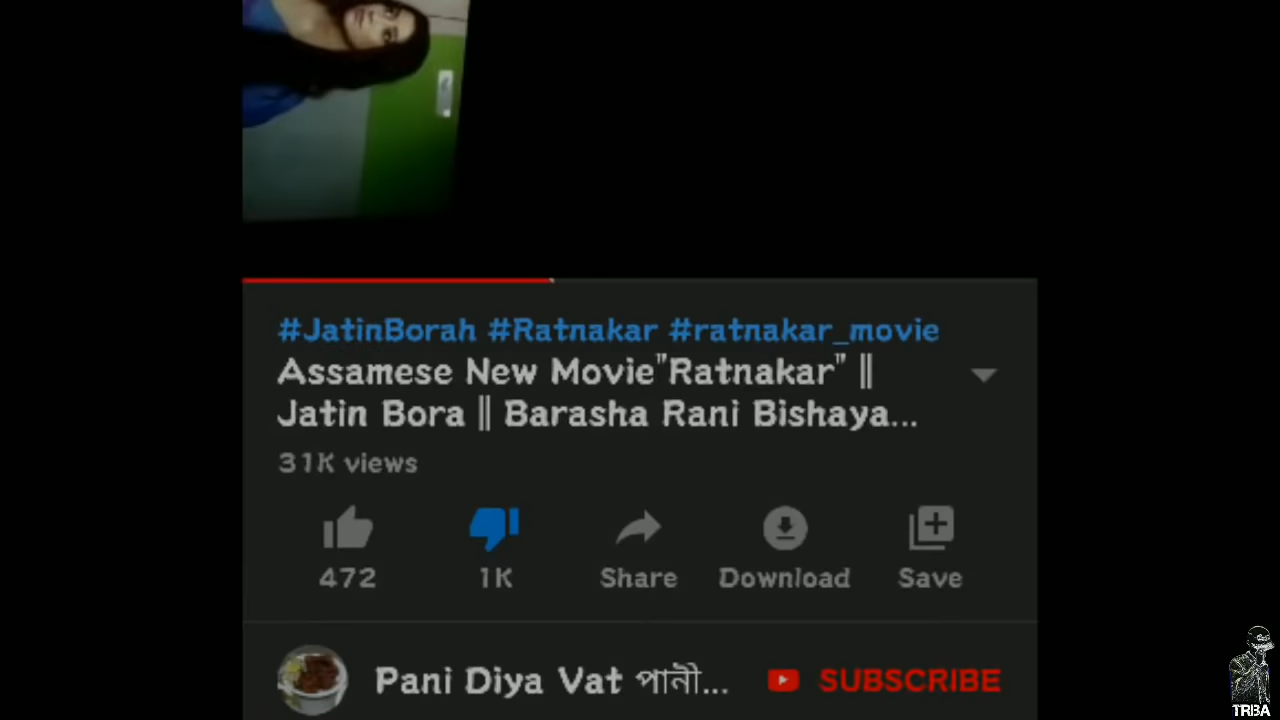 #JatinBorah #Ratnakar #ratnakar_movie
Assamese New Movie"Ratnakar" ||
Jatin Bora || Barasha Rani Bishaya...
31K views
472
1K
Share
Download
Save
Pani Diya Vat পানী...
SUBSCRIBE
TRBA